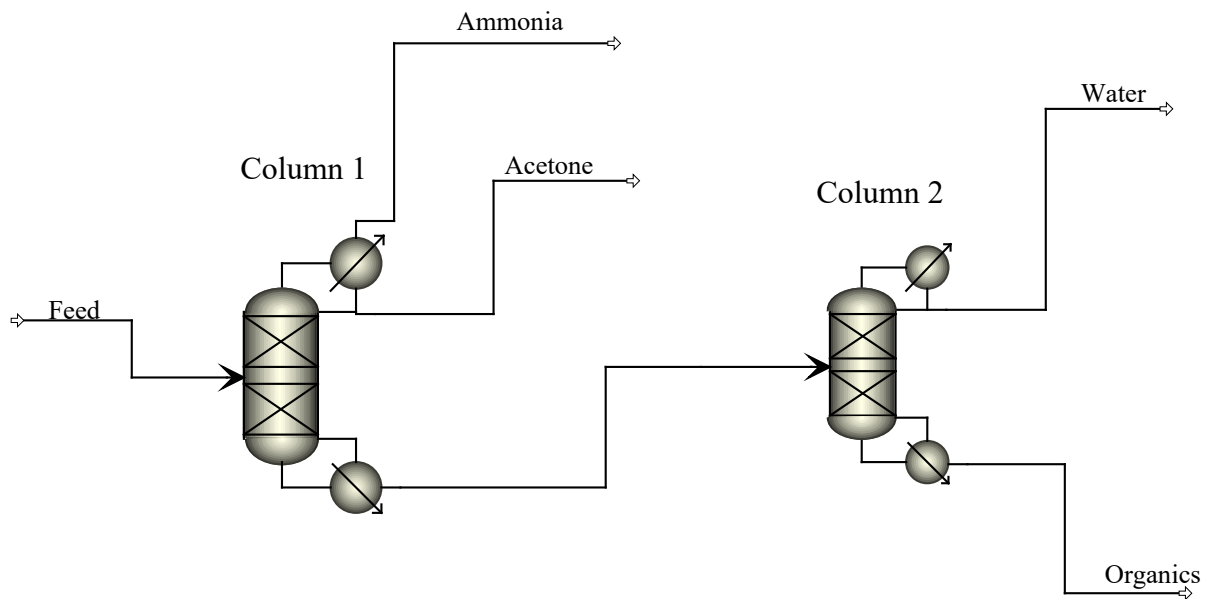 Ammonia
Water
Column 1
Acetone
Column 2
Feed
Organics